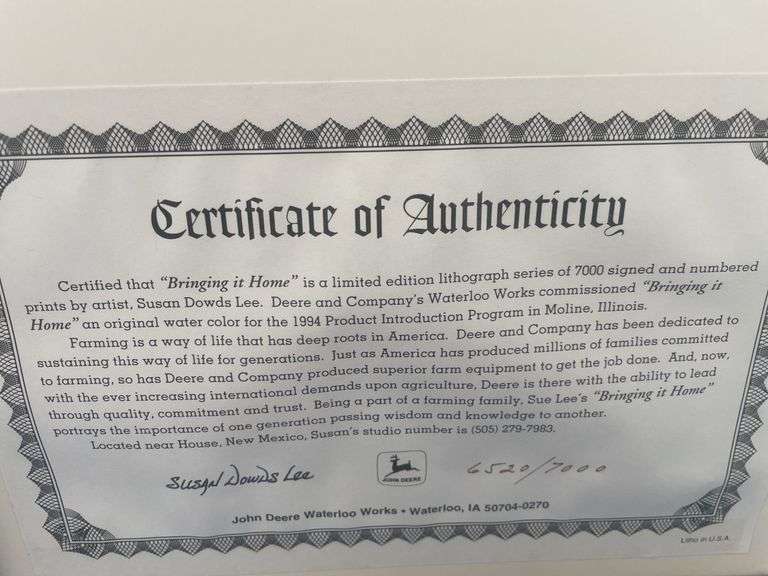 Certificate of Authenticity
Certified that "Bringing it Home" is a limited edition lithograph series of 7000 signed and numbered
prints by artist, Susan Dowds Lee. Deere and Company's Waterloo Works commissioned "Bringing it
Home" an original water color for the 1994 Product Introduction Program in Moline, Illinois.
Farming is a way of life that has deep roots in America. Deere and Company has been dedicated to
sustaining this way of life for generations. Just as America has produced millions of families committed
to farming, so has Deere and Company produced superior farm equipment to get the job done. And, now,
with the ever increasing international demands upon agriculture, Deere is there with the ability to lead
through quality, commitment and trust. Being a part of a farming family, Sue Lee's "Bringing it Home"
portrays the importance of one generation passing wisdom and knowledge to another.
Located near House, New Mexico, Susan's studio number is (505) 279-7983.
Susan Dowds Lee
JOHN DEERE
6520/7000
John Deere Waterloo Works • Waterloo, IA 50704-0270
Litho in U.S.A.